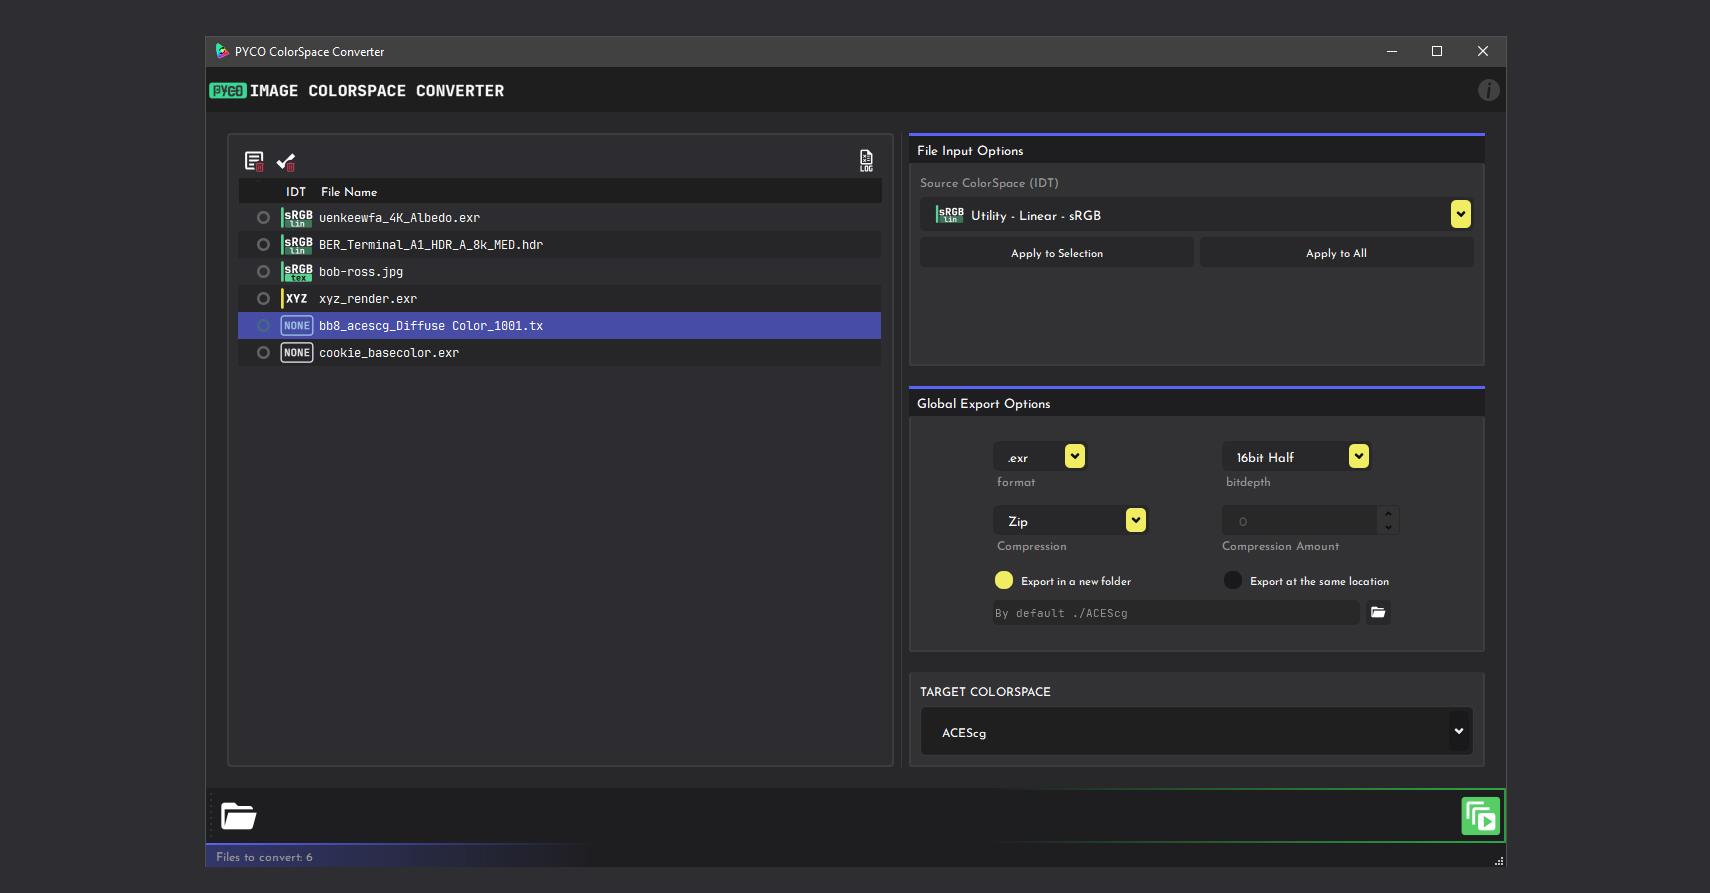 PYCO ColorSpace Converter
PYCO IMAGE COLORSPACE CONVERTER
i
LOG
IDT File Name
sRGB lin uenkeewfa_4K_Albedo.exr
sRGB lin BER_Terminal_A1_HDR_A_8k_MED.hdr
sRGB tex bob-ross.jpg
XYZ xyz_render.exr
NONE bb8_acescg_Diffuse Color_1001.tx
NONE cookie_basecolor.exr
File Input Options
Source ColorSpace (IDT)
sRGB lin Utility - Linear - sRGB
Apply to Selection Apply to All
Global Export Options
.exr 16bit Half
format bitdepth
Zip 0
Compression Compression Amount
Export in a new folder Export at the same location
By default ./ACEScg
TARGET COLORSPACE
ACEScg
Files to convert: 6